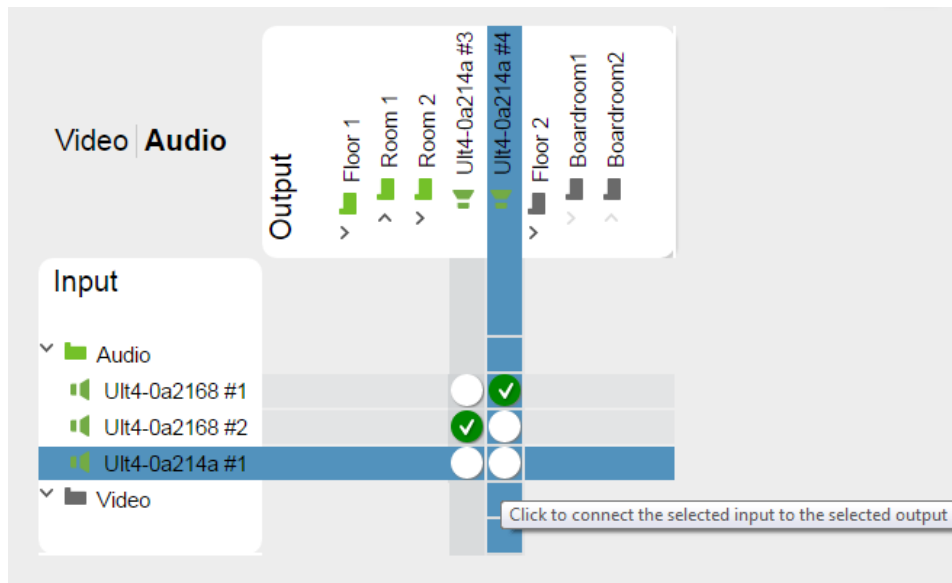 Video | Audio
Output
Floor 1
Room 1
Room 2
Ult4-0a214a #3
Ult4-0a214a #4
Floor 2
Boardroom1
Boardroom2
Input
Audio
Ult4-0a2168 #1
Ult4-0a2168 #2
Ult4-0a214a #1
Video
Click to connect the selected input to the selected output